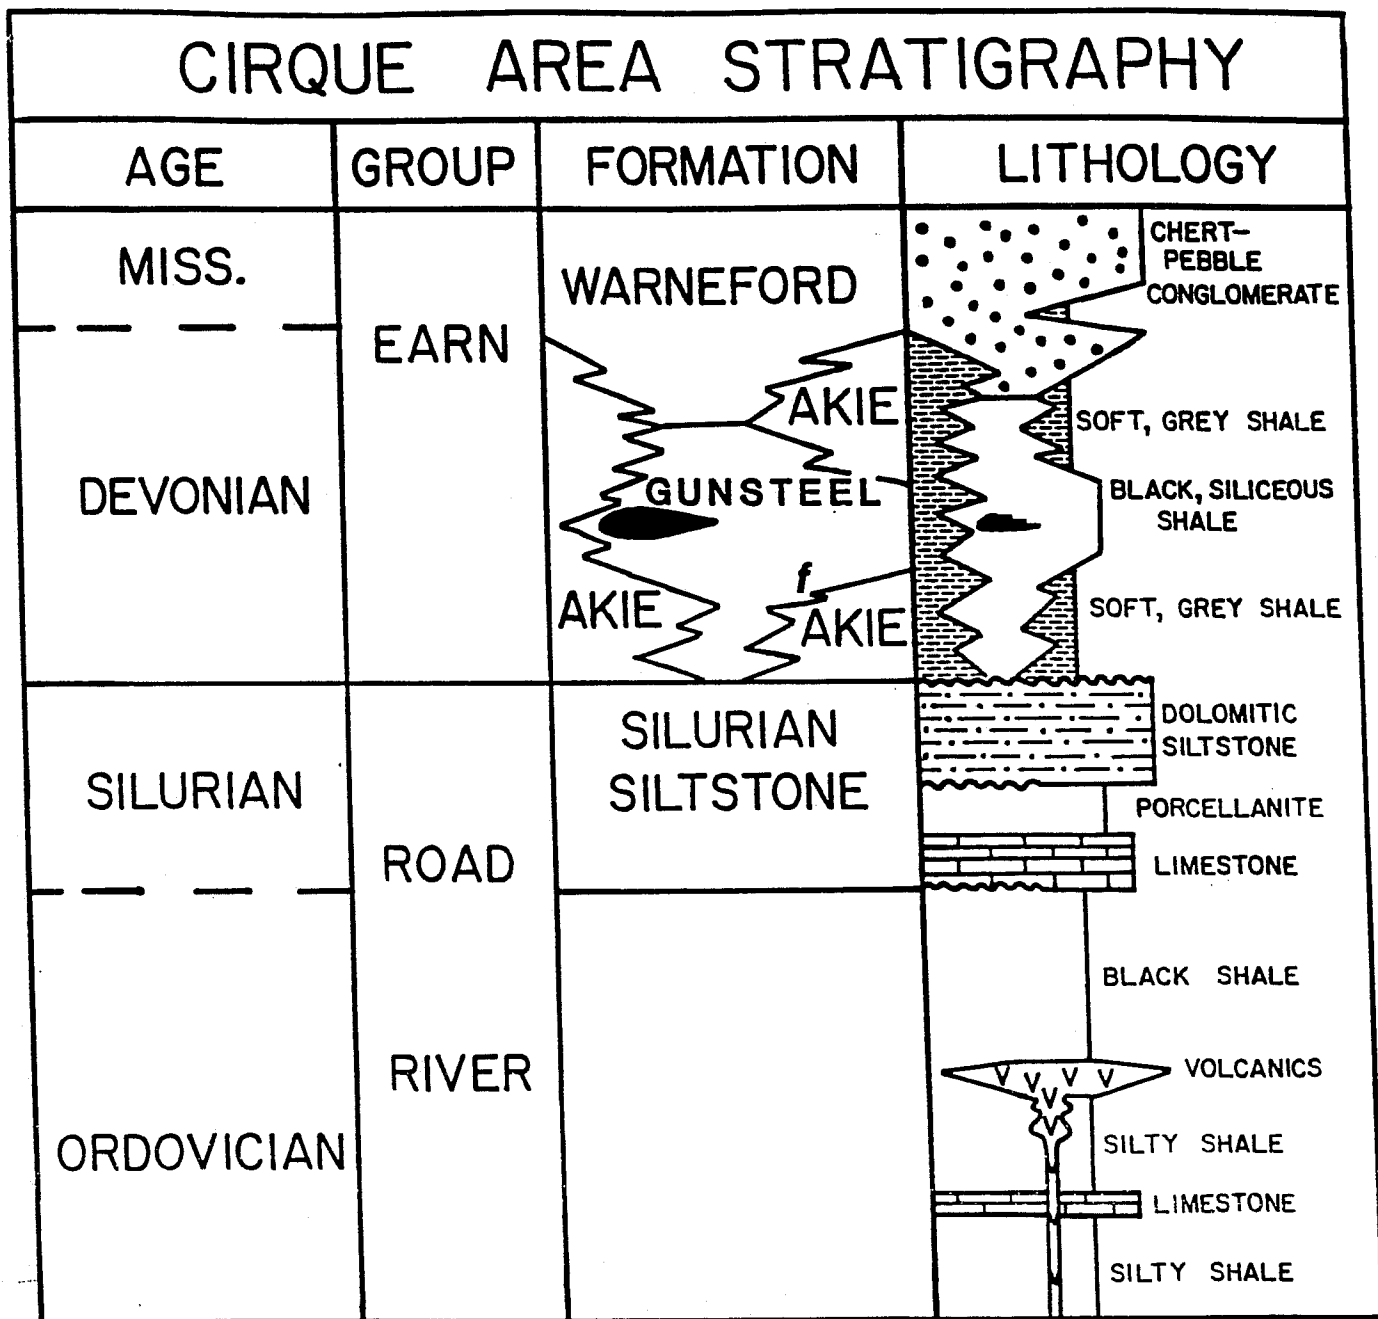 CIRQUE AREA STRATIGRAPHY
AGE
GROUP
FORMATION
LITHOLOGY
MISS.
DEVONIAN
SILURIAN
ORDOVICIAN
EARN
ROAD
RIVER
WARNEFORD
AKIE
GUNSTEEL
f
AKIE
AKIE
SILURIAN
SILTSTONE
CHERT-
PEBBLE
CONGLOMERATE
SOFT, GREY SHALE
BLACK, SILICEOUS
SHALE
SOFT, GREY SHALE
DOLOMITIC
SILTSTONE
PORCELLANITE
LIMESTONE
BLACK SHALE
VOLCANICS
V V V V
V
V
SILTY SHALE
LIMESTONE
SILTY SHALE